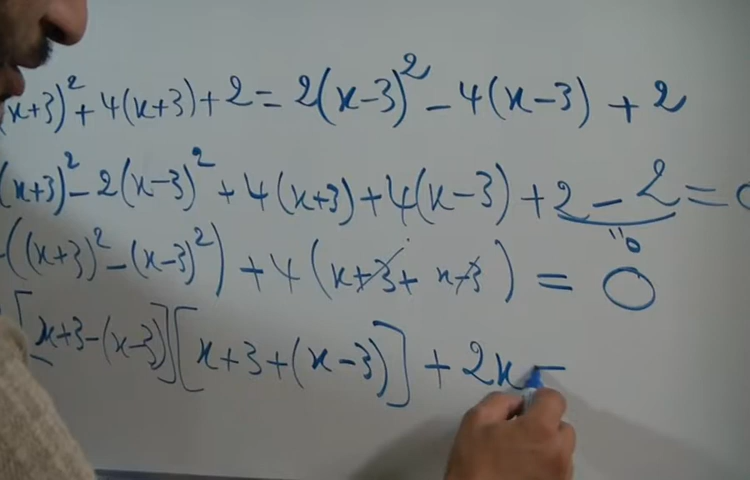 (x+3)² + 4(x+3) + 2 = 2(x-3)² - 4(x-3) + 2
(x+3)² - 2(x-3)² + 4(x+3) + 4(x-3) + 2 - 2 = 0
((x+3)² - (x-3)²) + 4(x+3 + x-3) = 0
[x+3-(x-3)][x+3+(x-3)] + 2x -